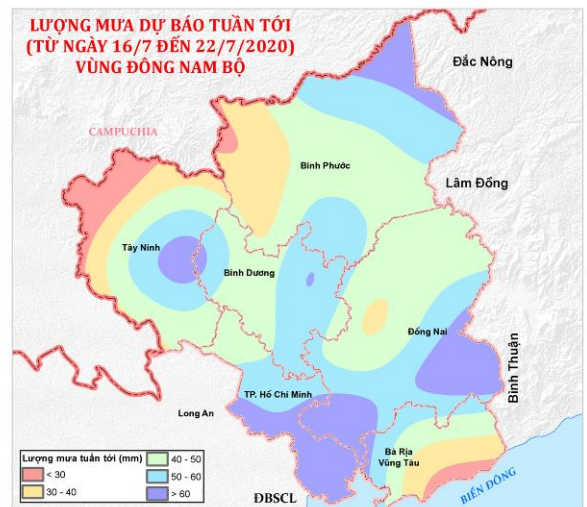 LƯỢNG MƯA DỰ BÁO TUẦN TỚI
(TỪ NGÀY 16/7 ĐẾN 22/7/2020)
VÙNG ĐÔNG NAM BỘ
Đắc Nông
CAMPUCHIA
Bình Phước
Lâm Đồng
Tây Ninh
Bình Dương
Đồng Nai
Bình Thuận
TP. Hồ Chí Minh
Long An
Bà Rịa
Vũng Tàu
BIỂN ĐÔNG
ĐBSCL
Lượng mưa tuần tới (mm)
< 30
30 - 40
40 - 50
50 - 60
> 60